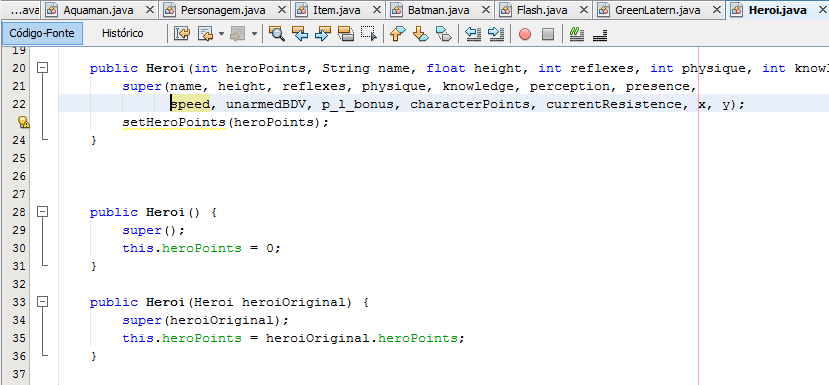 ...ava Aquaman.java Personagem.java Item.java Batman.java Flash.java GreenLatern.java Heroi.java
Código-Fonte Histórico
19
20 public Heroi(int heroPoints, String name, float height, int reflexes, int physique, int know
21 super(name, height, reflexes, physique, knowledge, perception, presence,
22 speed, unarmedBDV, p_l_bonus, characterPoints, currentResistence, x, y);
setHeroPoints(heroPoints);
24 }
25
26
27
28 public Heroi() {
29 super();
30 this.heroPoints = 0;
31 }
32
33 public Heroi(Heroi heroiOriginal) {
34 super(heroiOriginal);
35 this.heroPoints = heroiOriginal.heroPoints;
36 }
37